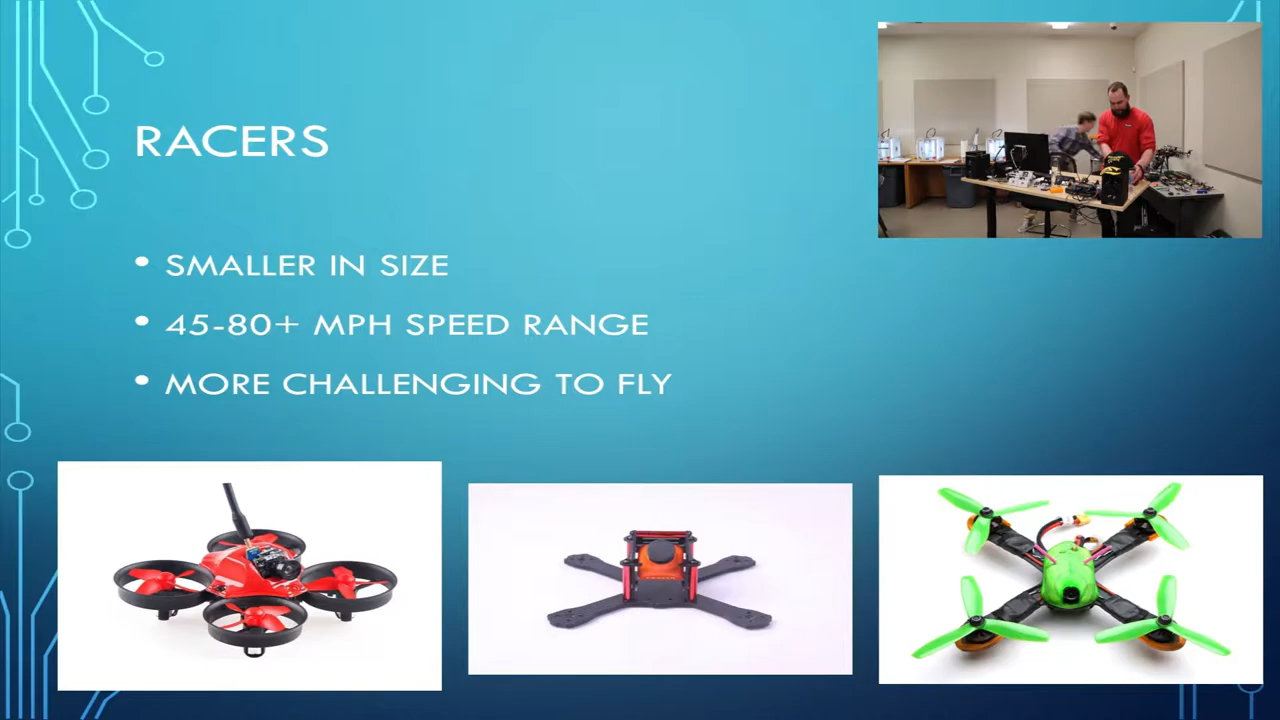 RACERS
• SMALLER IN SIZE
• 45-80+ MPH SPEED RANGE
• MORE CHALLENGING TO FLY